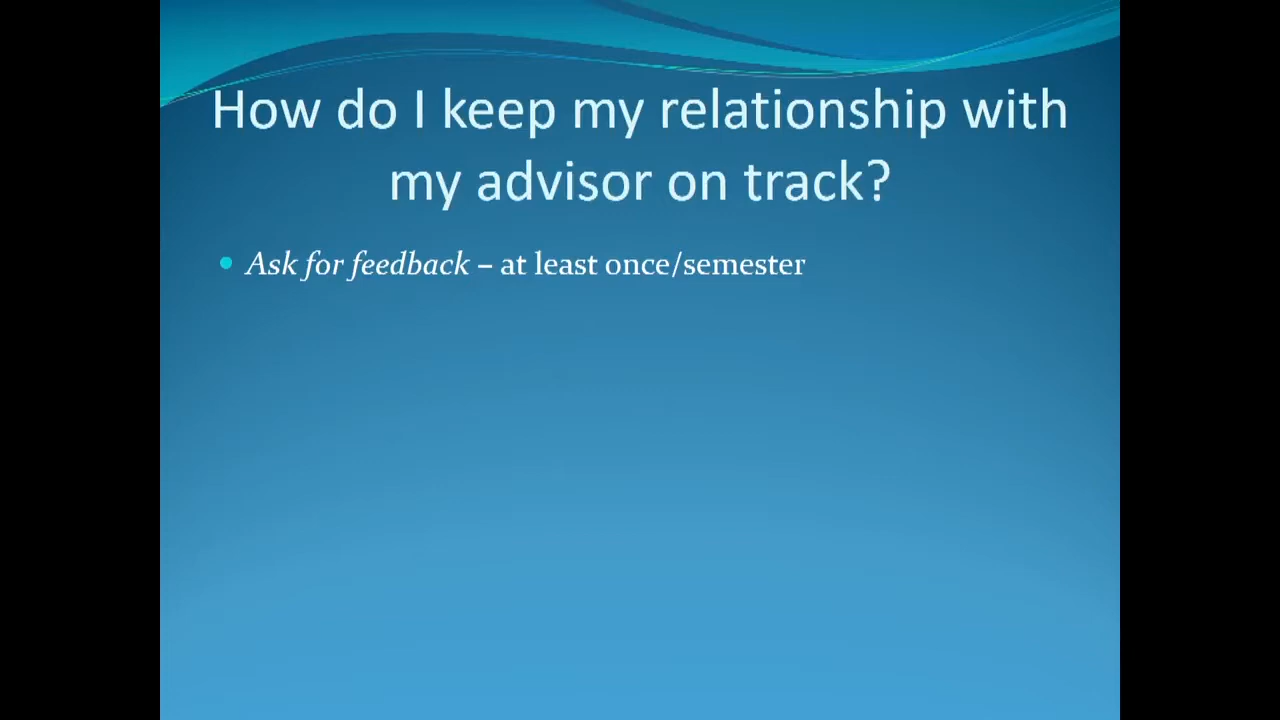 How do I keep my relationship with
my advisor on track?
• Ask for feedback – at least once/semester